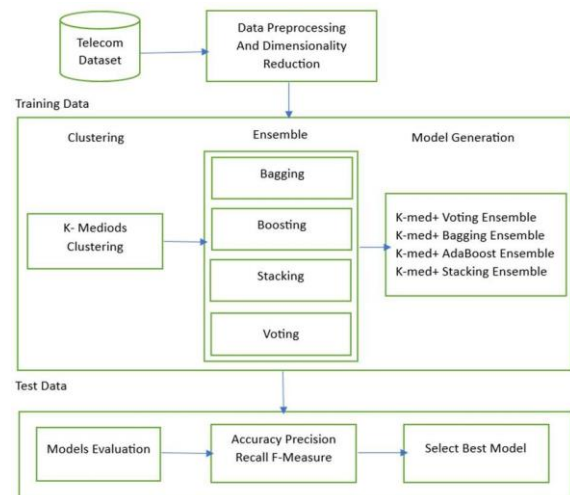 Telecom
Dataset
Data Preprocessing
And Dimensionality
Reduction
Training Data
Clustering
Ensemble
Model Generation
K- Mediods
Clustering
Bagging
Boosting
Stacking
Voting
K-med+ Voting Ensemble
K-med+ Bagging Ensemble
K-med+ AdaBoost Ensemble
K-med+ Stacking Ensemble
Test Data
Models Evaluation
Accuracy Precision
Recall F-Measure
Select Best Model